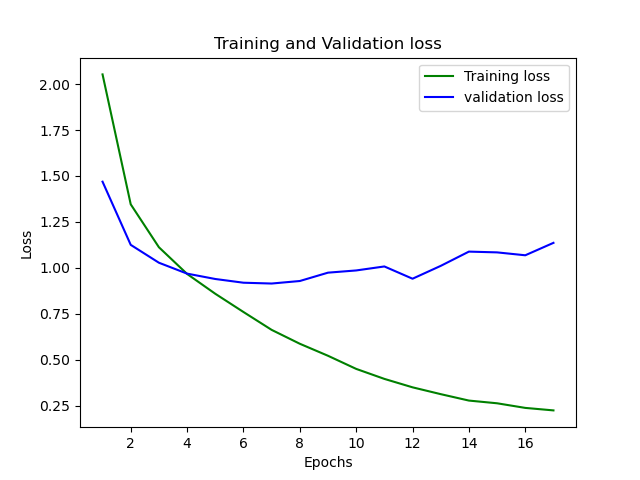 Training and Validation loss
Training loss
validation loss
2.00
1.75
1.50
1.25
1.00
0.75
0.50
0.25
Loss
2 4 6 8 10 12 14 16
Epochs